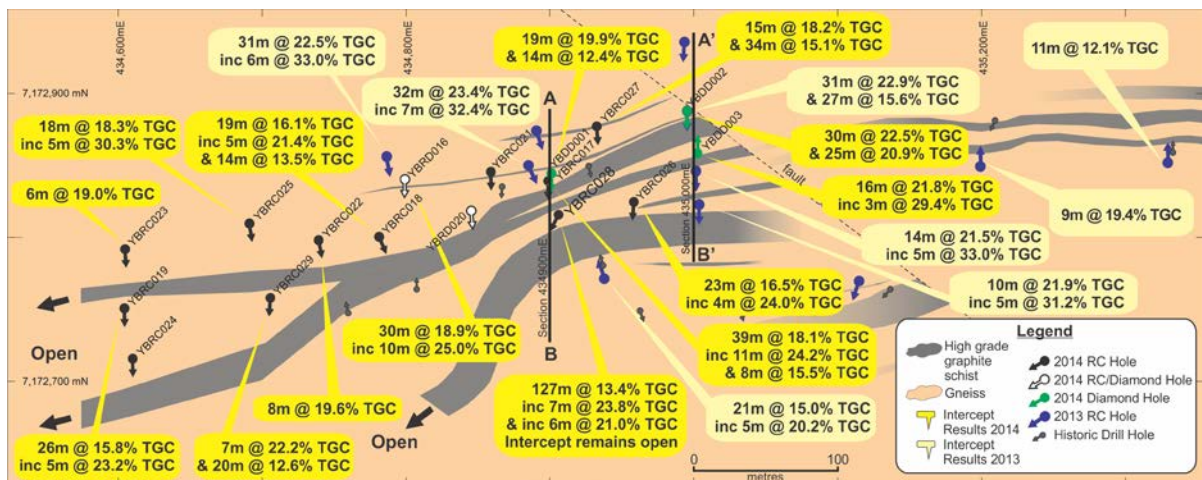 434,600 mE
434,800 mE
435,200 mE
7,172,900 mN
7,172,700 mN
31m @ 22.5% TGC
inc 6m @ 33.0% TGC
19m @ 19.9% TGC
& 14m @ 12.4% TGC
15m @ 18.2% TGC
& 34m @ 15.1% TGC
A'
11m @ 12.1% TGC
32m @ 23.4% TGC
inc 7m @ 32.4% TGC
A
YBRC027
YBDD002
31m @ 22.9% TGC
& 27m @ 15.6% TGC
18m @ 18.3% TGC
inc 5m @ 30.3% TGC
19m @ 16.1% TGC
inc 5m @ 21.4% TGC
& 14m @ 13.5% TGC
YBRD016
YBRC021
YBDD001
YBRC017
YBDD003
30m @ 22.5% TGC
& 25m @ 20.9% TGC
6m @ 19.0% TGC
YBRC023
YBRC025
YBRC022
YBRC018
YBRD020
YBRC028
YBRC026
435,000mE
Section
fault
16m @ 21.8% TGC
inc 3m @ 29.4% TGC
9m @ 19.4% TGC
14m @ 21.5% TGC
inc 5m @ 33.0% TGC
B'
YBRC019
YBRC029
YBRC024
Section 434900mE
23m @ 16.5% TGC
inc 4m @ 24.0% TGC
10m @ 21.9% TGC
inc 5m @ 31.2% TGC
Open
30m @ 18.9% TGC
inc 10m @ 25.0% TGC
B
39m @ 18.1% TGC
inc 11m @ 24.2% TGC
& 8m @ 15.5% TGC
8m @ 19.6% TGC
127m @ 13.4% TGC
inc 7m @ 23.8% TGC
& inc 6m @ 21.0% TGC
Intercept remains open
21m @ 15.0% TGC
inc 5m @ 20.2% TGC
26m @ 15.8% TGC
inc 5m @ 23.2% TGC
7m @ 22.2% TGC
& 20m @ 12.6% TGC
Open
0
100
metres
Legend
High grade
graphite
schist
Gneiss
Intercept
Results 2014
Intercept
Results 2013
2014 RC Hole
2014 RC/Diamond Hole
2014 Diamond Hole
2013 RC Hole
Historic Drill Hole